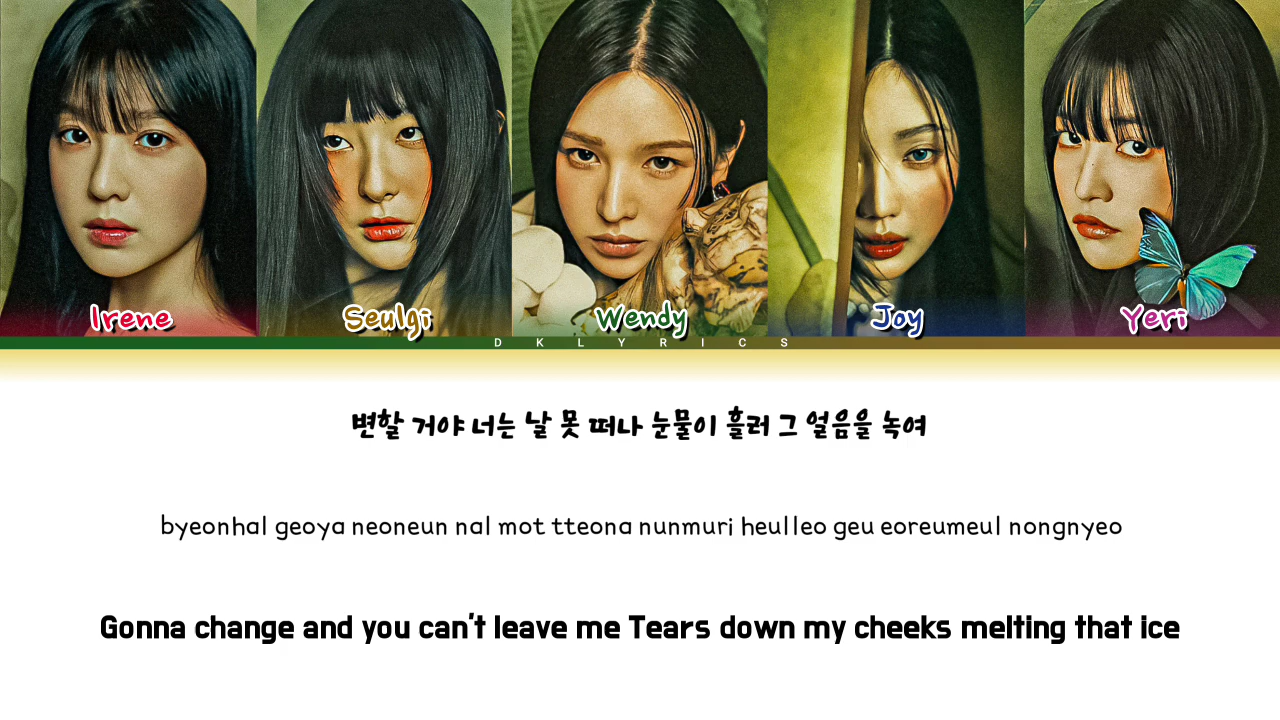 Irene Seulgi Wendy Joy Yeri
DKLYRICS
변할 거야 너는 날 못 떠나 눈물이 흘러 그 얼음을 녹여
byeonhal geoya neoneun nal mot tteona nunmuri heulleo geu eoreumeul nongnyeo
Gonna change and you can't leave me Tears down my cheeks melting that ice